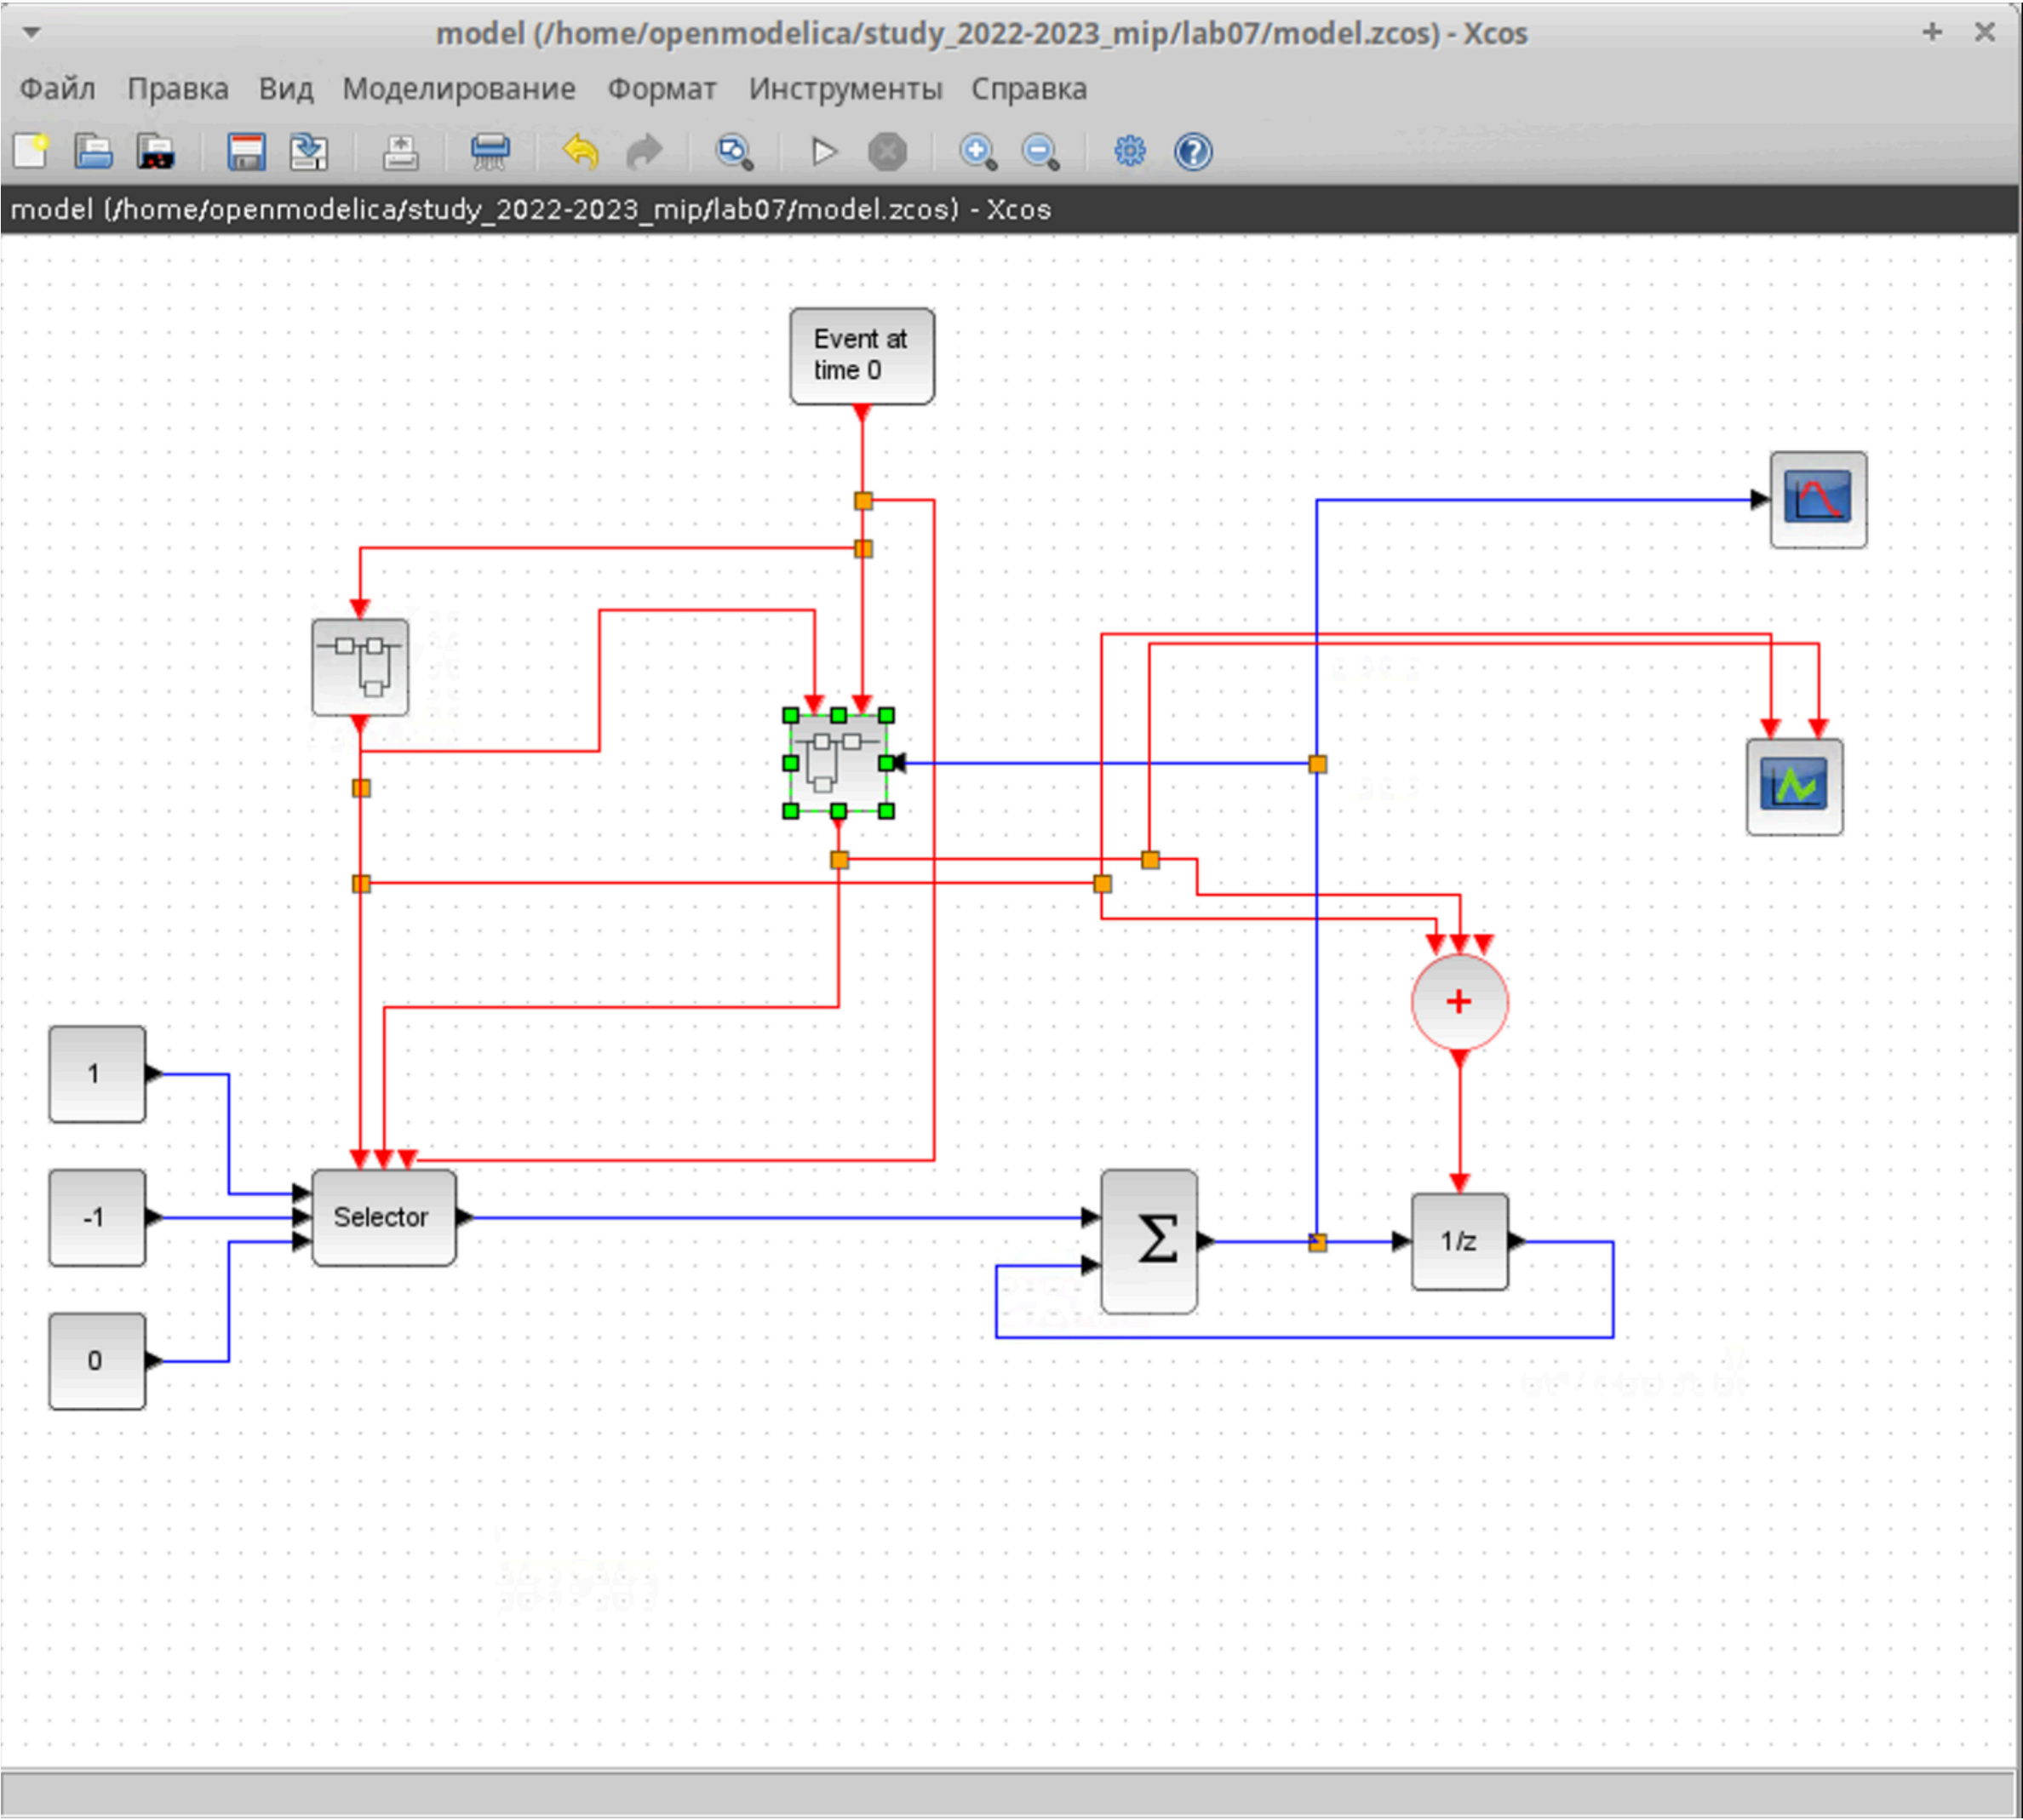 model (/home/openmodelica/study_2022-2023_mip/lab07/model.zcos) - Xcos
Файл Правка Вид Моделирование Формат Инструменты Справка
model (/home/openmodelica/study_2022-2023_mip/lab07/model.zcos) - Xcos
Event at
time 0
+
1
-1
Selector
Σ
1/z
0